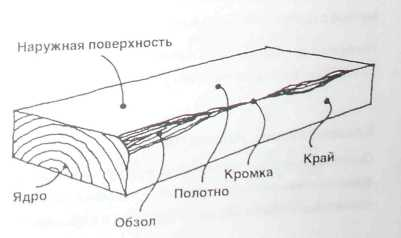 Наружная поверхность
Край
Кромка
Полотно
Ядро
Обзол